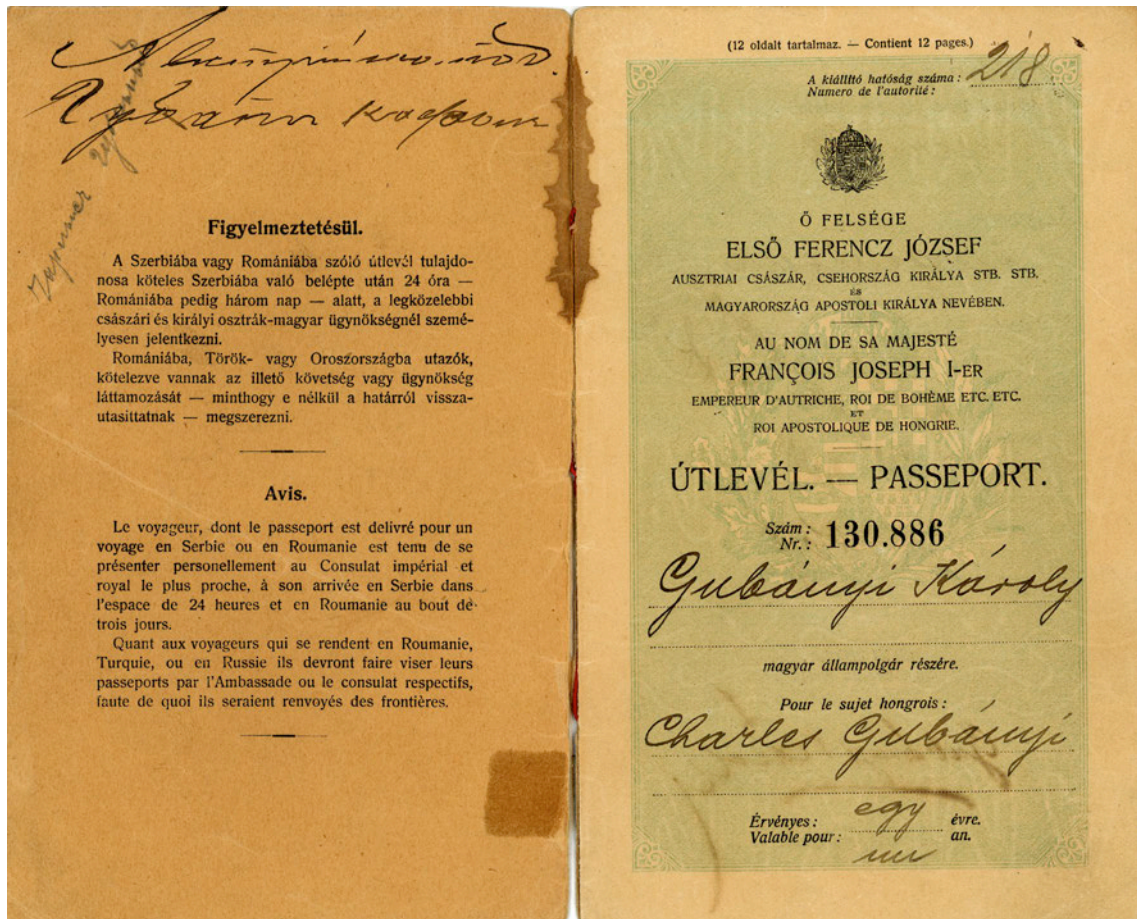 Figyelmeztetésül.
A Szerbiába vagy Romániába szóló útlevél tulajdo-
nosa köteles Szerbiába való belépte után 24 óra —
Romániába pedig három nap — alatt, a legközelebbi
császári és királyi osztrák-magyar ügynökségnél szemé-
lyesen jelentkezni.
Romániába, Török- vagy Oroszországba utazók,
kötelezve vannak az illető követség vagy ügynökség
láttamozását — minthogy e nélkül a határról vissza-
utasittatnak — megszerezni.
Avis.
Le voyageur, dont le passeport est delivré pour un
voyage en Serbie ou en Roumanie est tenu de se
présenter personellement au Consulat impérial et
royal le plus proche, à son arrivée en Serbie dans
l'espace de 24 heures et en Roumanie au bout de
trois jours.
Quant aux voyageurs qui se rendent en Roumanie,
Turquie, ou en Russie ils devront faire viser leurs
passeports par l'Ambassade ou le consulat respectifs,
faute de quoi ils seraient renvoyés des frontières.
(12 oldalt tartalmaz. — Contient 12 pages.)
A kiállító hatóság száma: 218
Numero de l'autorité:
Ő FELSÉGE
ELSŐ FERENCZ JÓZSEF
AUSZTRIAI CSÁSZÁR, CSEHORSZÁG KIRÁLYA STB. STB.
ÉS
MAGYARORSZÁG APOSTOLI KIRÁLYA NEVÉBEN.
AU NOM DE SA MAJESTÉ
FRANÇOIS JOSEPH I-ER
EMPEREUR D'AUTRICHE, ROI DE BOHÈME ETC. ETC.
ET
ROI APOSTOLIQUE DE HONGRIE.
ÚTLEVÉL. — PASSEPORT.
Szám:
Nr.: 130.886
Gubányi Károly
magyar állampolgár részére.
Pour le sujet hongrois:
Charles Gubányi
Érvényes: egy évre.
Valable pour: un an.